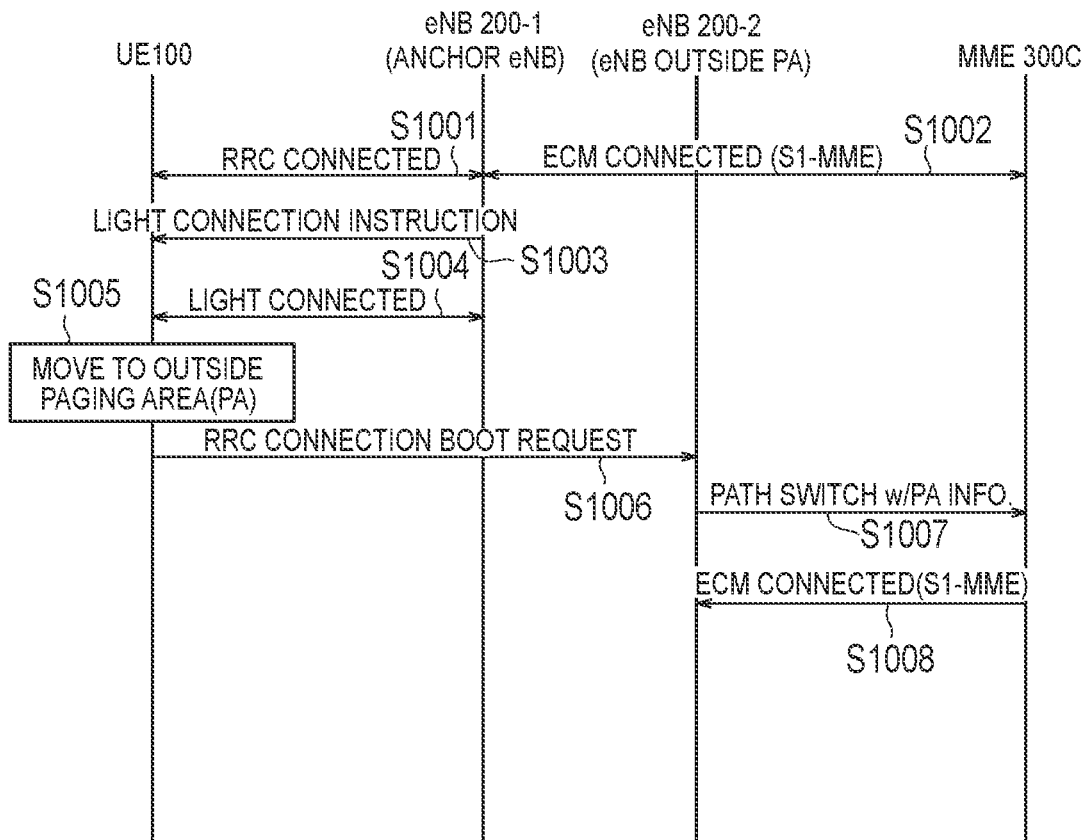 UE100
eNB 200-1
(ANCHOR eNB)
eNB 200-2
(eNB OUTSIDE PA)
MME 300C
S1001
RRC CONNECTED
S1002
ECM CONNECTED (S1-MME)
LIGHT CONNECTION INSTRUCTION
S1003
S1004
LIGHT CONNECTED
S1005
MOVE TO OUTSIDE
PAGING AREA(PA)
RRC CONNECTION BOOT REQUEST
S1006
PATH SWITCH w/PA INFO.
S1007
ECM CONNECTED(S1-MME)
S1008